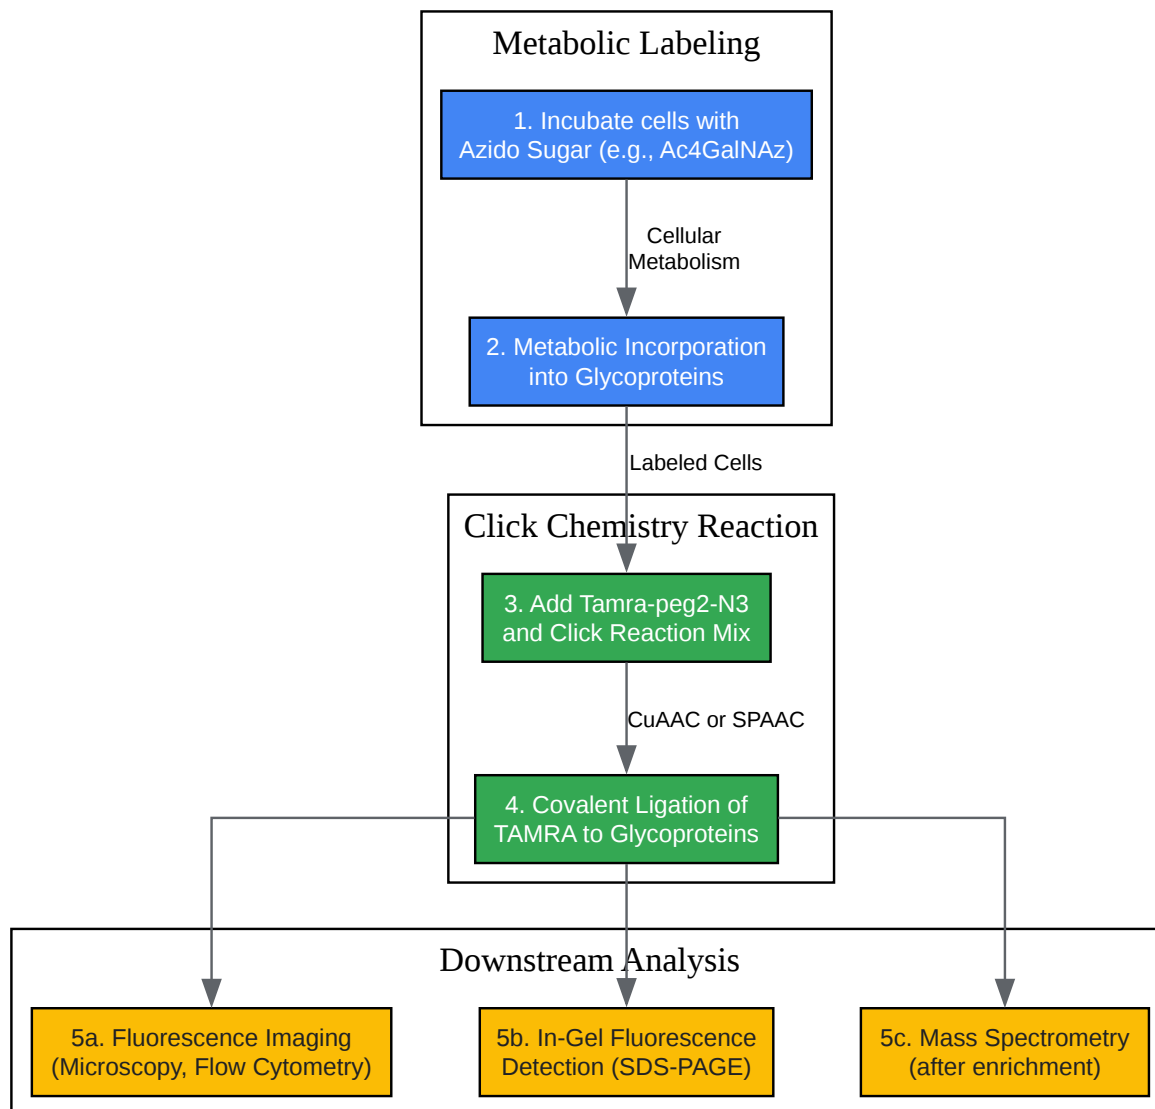 Metabolic Labeling
1. Incubate cells with
Azido Sugar (e.g., Ac4GalNAz)
Cellular
Metabolism
2. Metabolic Incorporation
into Glycoproteins
Labeled Cells
Click Chemistry Reaction
3. Add Tamra-peg2-N3
and Click Reaction Mix
CuAAC or SPAAC
4. Covalent Ligation of
TAMRA to Glycoproteins
Downstream Analysis
5a. Fluorescence Imaging
(Microscopy, Flow Cytometry)
5b. In-Gel Fluorescence
Detection (SDS-PAGE)
5c. Mass Spectrometry
(after enrichment)